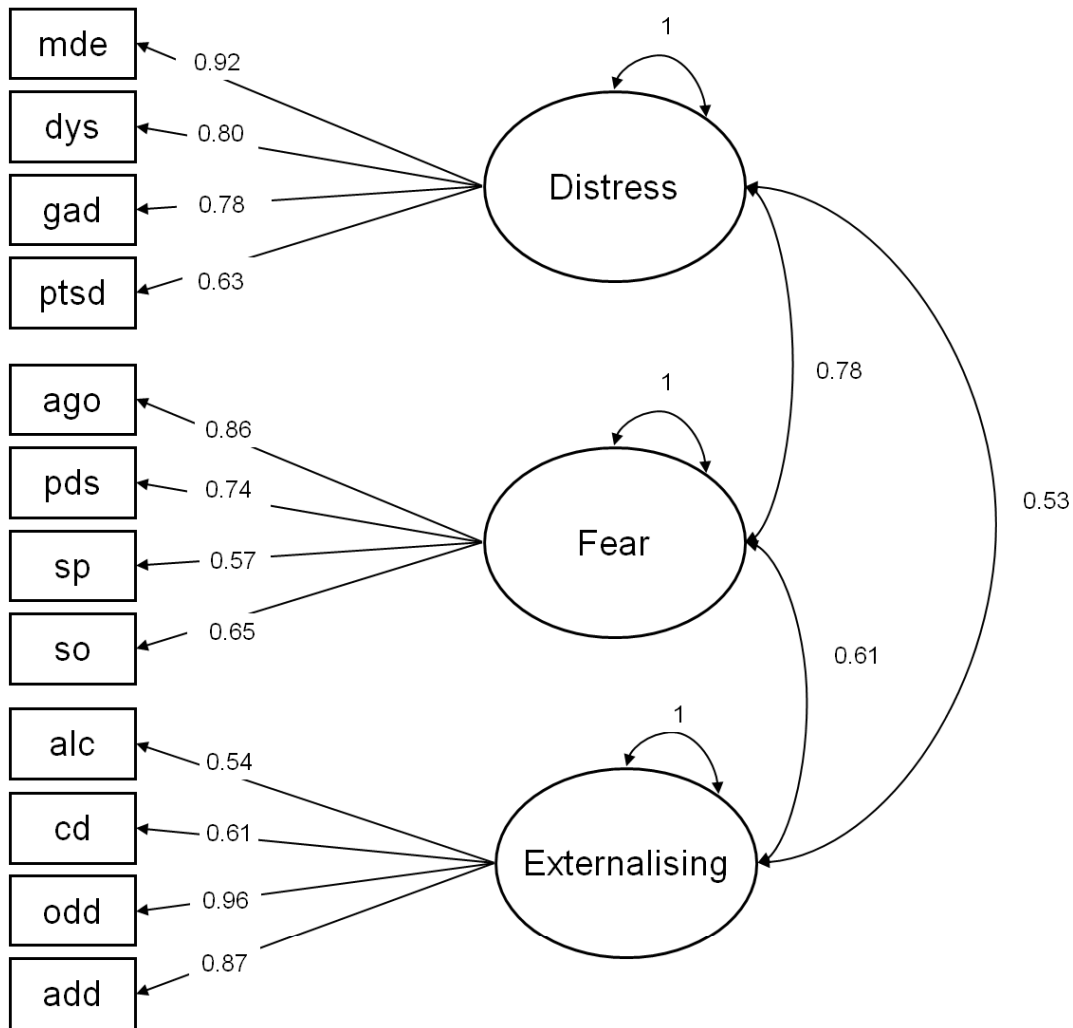 mde
0.92
dys
0.80
gad
0.78
ptsd
0.63
1
Distress
0.78
0.53
ago
0.86
pds
0.74
sp
0.57
so
0.65
1
Fear
0.61
alc
0.54
cd
0.61
odd
0.96
add
0.87
1
Externalising